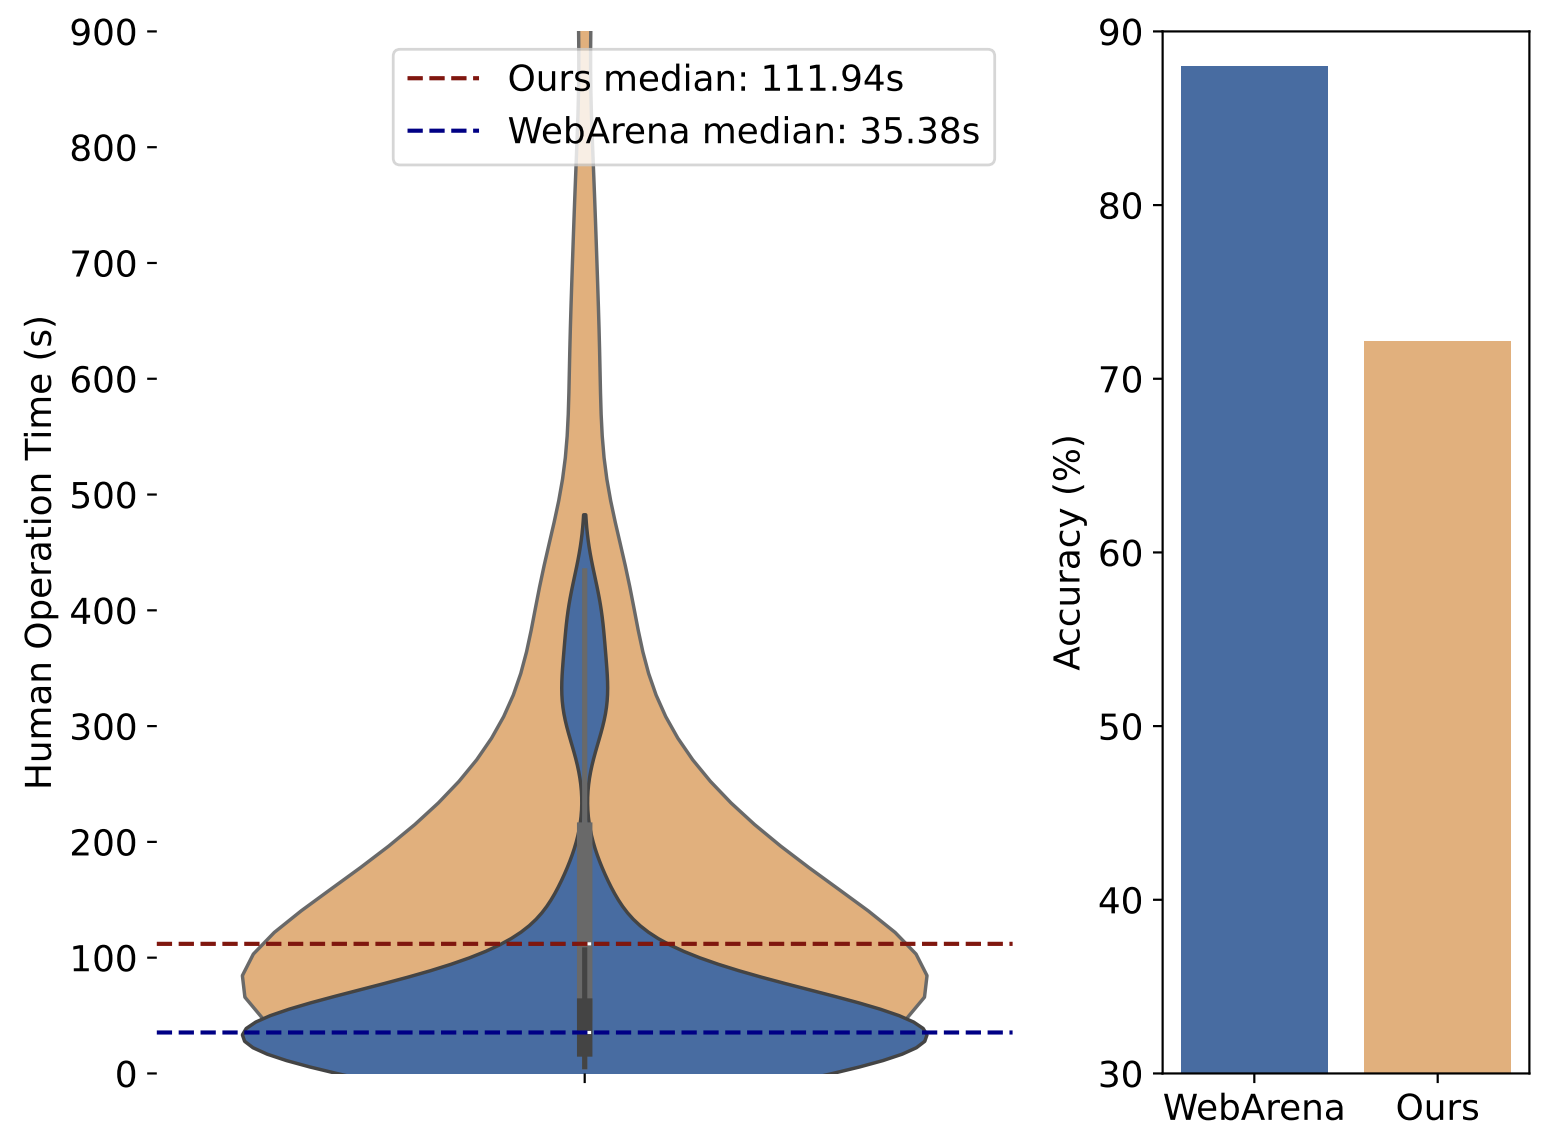 Human Operation Time (s)
900
800
700
600
500
400
300
200
100
0
Ours median: 111.94s
WebArena median: 35.38s
Accuracy (%)
90
80
70
60
50
40
30
WebArena
Ours